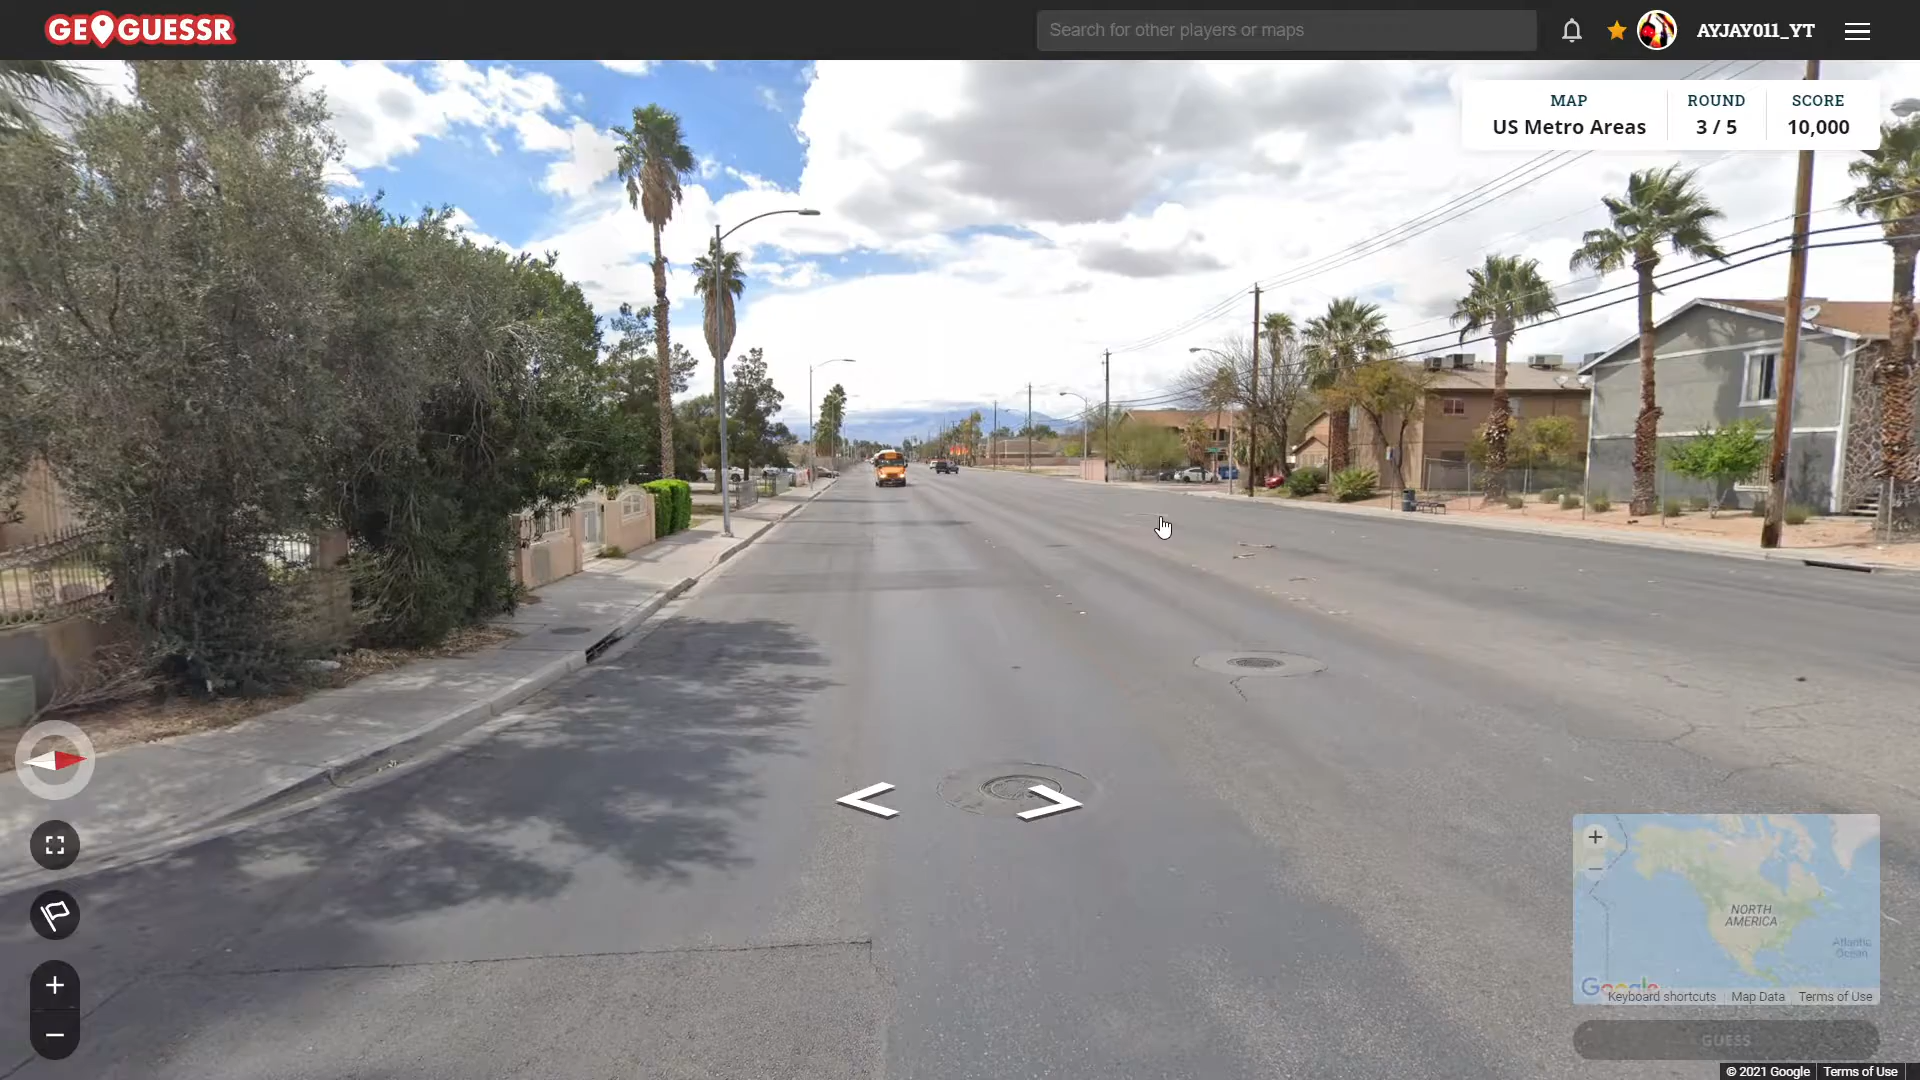 GEOGUESSR
Search for other players or maps
AYJAY011_YT
MAP
US Metro Areas
ROUND
3 / 5
SCORE
10,000
+
−
+
−
NORTH
AMERICA
Atlantic
Ocean
Google
Keyboard shortcuts
Map Data
Terms of Use
GUESS
© 2021 Google
Terms of Use